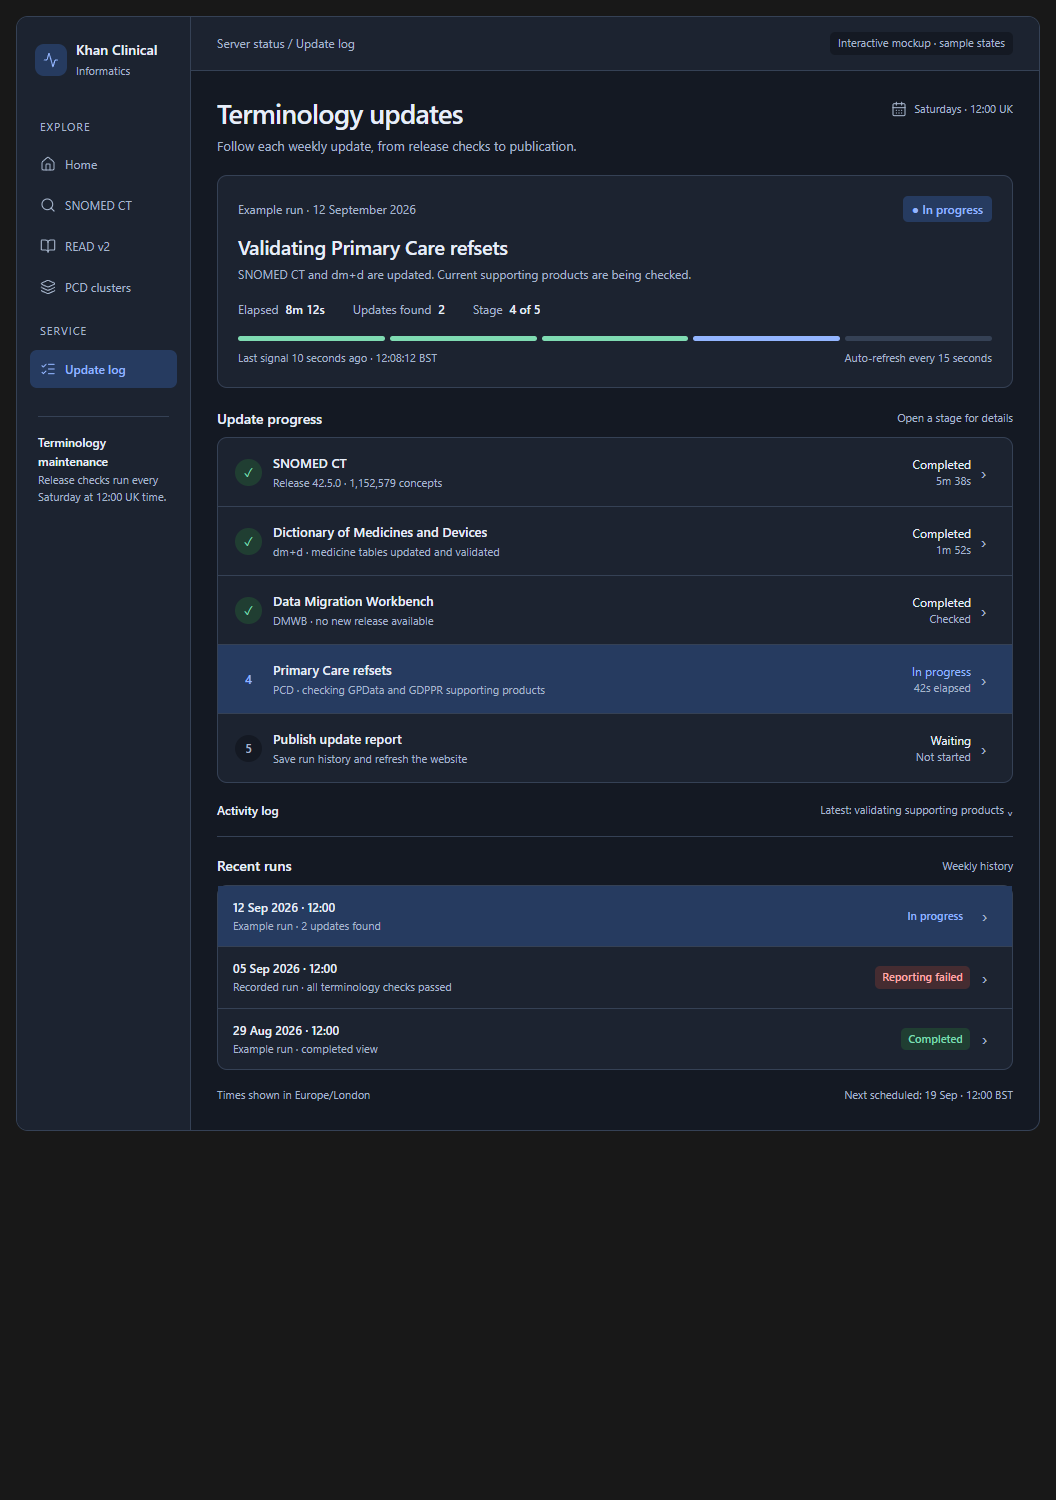 Khan Clinical
Informatics
Server status / Update log
Interactive mockup · sample states
EXPLORE
Home
SNOMED CT
READ v2
PCD clusters
SERVICE
Update log
Terminology
maintenance
Release checks run every
Saturday at 12:00 UK time.
Terminology updates
Saturdays · 12:00 UK
Follow each weekly update, from release checks to publication.
Example run · 12 September 2026
In progress
Validating Primary Care refsets
SNOMED CT and dm+d are updated. Current supporting products are being checked.
Elapsed 8m 12s Updates found 2 Stage 4 of 5
Last signal 10 seconds ago · 12:08:12 BST
Auto-refresh every 15 seconds
Update progress
Open a stage for details
SNOMED CT
Release 42.5.0 · 1,152,579 concepts
Completed
5m 38s
Dictionary of Medicines and Devices
dm+d · medicine tables updated and validated
Completed
1m 52s
Data Migration Workbench
DMWB · no new release available
Completed
Checked
4
Primary Care refsets
PCD · checking GPData and GDPPR supporting products
In progress
42s elapsed
5
Publish update report
Save run history and refresh the website
Waiting
Not started
Activity log
Latest: validating supporting products
Recent runs
Weekly history
12 Sep 2026 · 12:00
Example run · 2 updates found
In progress
05 Sep 2026 · 12:00
Recorded run · all terminology checks passed
Reporting failed
29 Aug 2026 · 12:00
Example run · completed view
Completed
Times shown in Europe/London
Next scheduled: 19 Sep · 12:00 BST